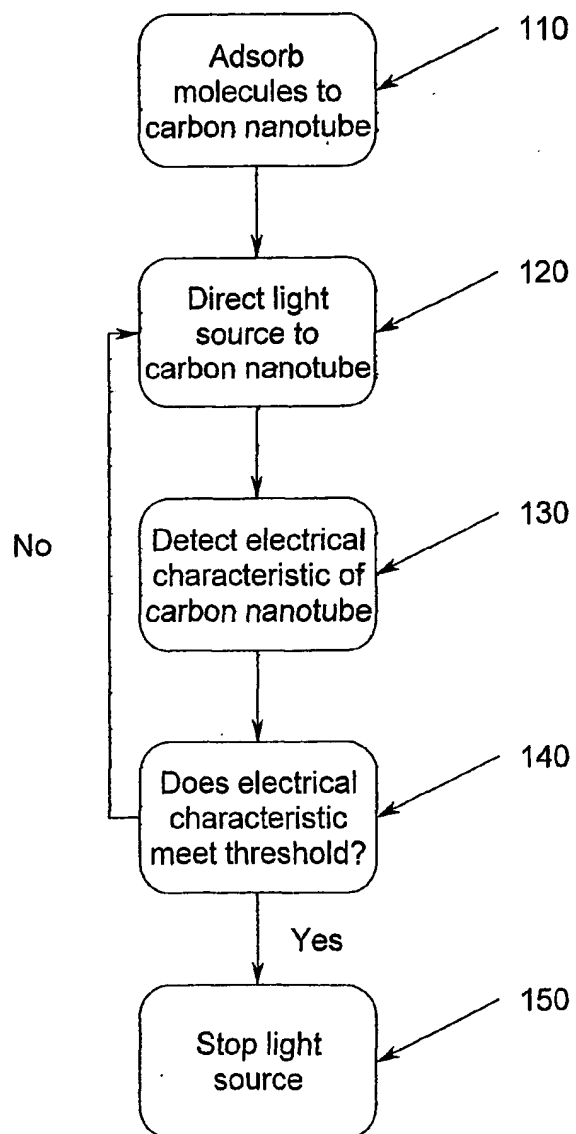 Adsorb
molecules to
carbon nanotube
110
Direct light
source to
carbon nanotube
120
Detect electrical
characteristic of
carbon nanotube
130
No
Does electrical
characteristic
meet threshold?
140
Yes
Stop light
source
150